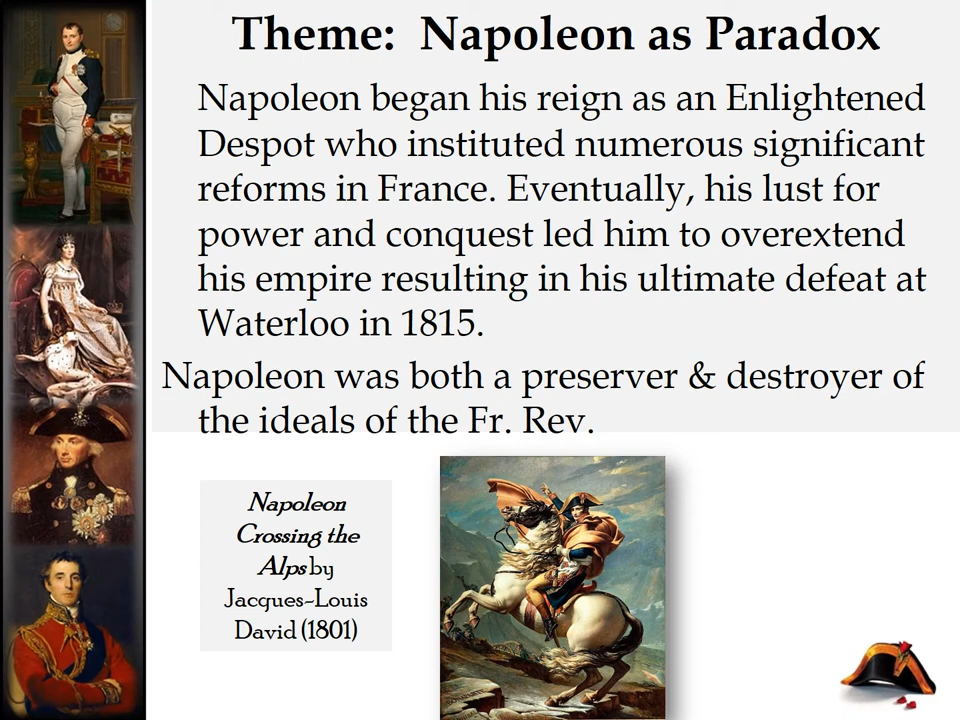 Theme:  Napoleon as Paradox
Napoleon began his reign as an Enlightened
Despot who instituted numerous significant
reforms in France. Eventually, his lust for
power and conquest led him to overextend
his empire resulting in his ultimate defeat at
Waterloo in 1815.
Napoleon was both a preserver & destroyer of
the ideals of the Fr. Rev.
Napoleon
Crossing the
Alps by
Jacques-Louis
David (1801)